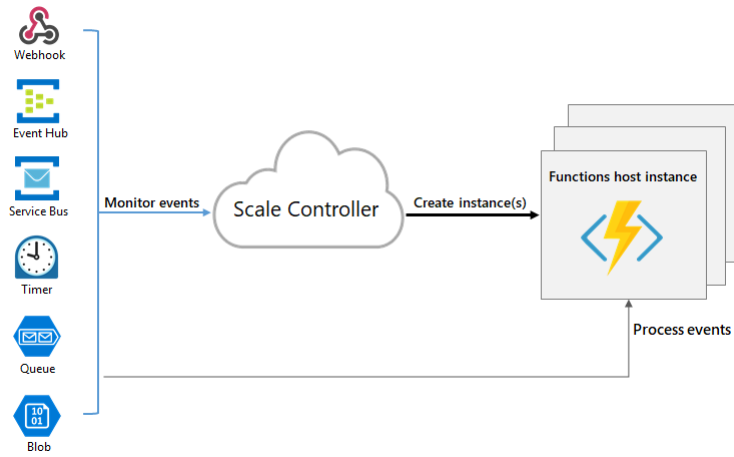 Webhook
Event Hub
Service Bus
Timer
Queue
10
01
Blob
Monitor events
Scale Controller
Create instance(s)
Functions host instance
Process events